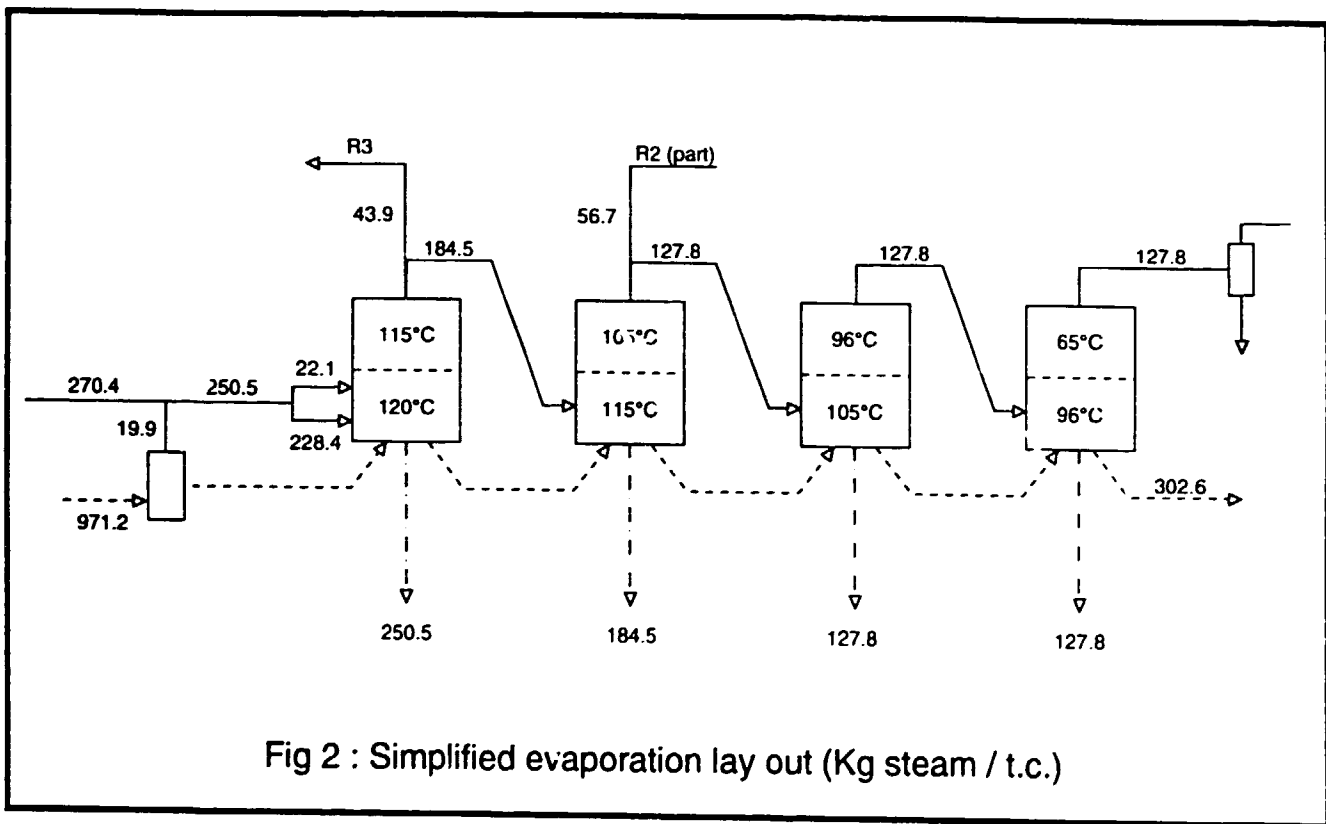 R3
R2 (part)
43.9
56.7
184.5
127.8
127.8
127.8
115°C
96°C
65°C
270.4
250.5
22.1
120°C
115°C
105°C
96°C
19.9
228.4
971.2
302.6
250.5
184.5
127.8
127.8
Fig 2 : Simplified evaporation lay out (Kg steam / t.c.)